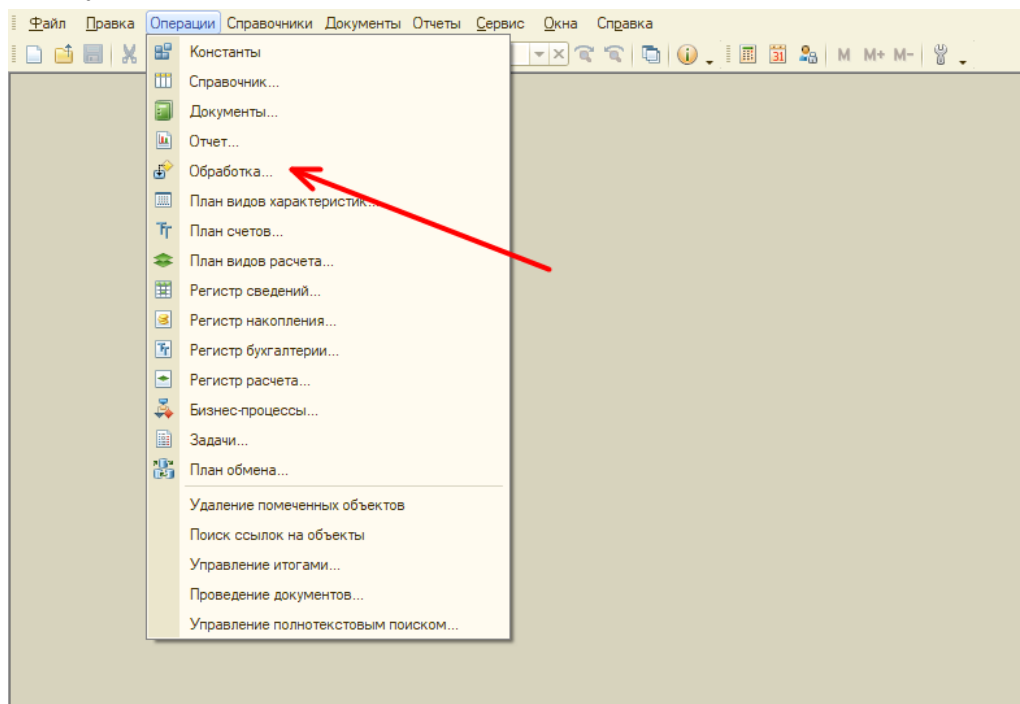 Файл Правка Операции Справочники Документы Отчеты Сервис Окна Справка
31 M M+ M-
Константы
Справочник...
Документы...
Отчет...
Обработка...
План видов характеристик...
План счетов...
План видов расчета...
Регистр сведений...
Регистр накопления...
Регистр бухгалтерии...
Регистр расчета...
Бизнес-процессы...
Задачи...
План обмена...
Удаление помеченных объектов
Поиск ссылок на объекты
Управление итогами...
Проведение документов...
Управление полнотекстовым поиском...